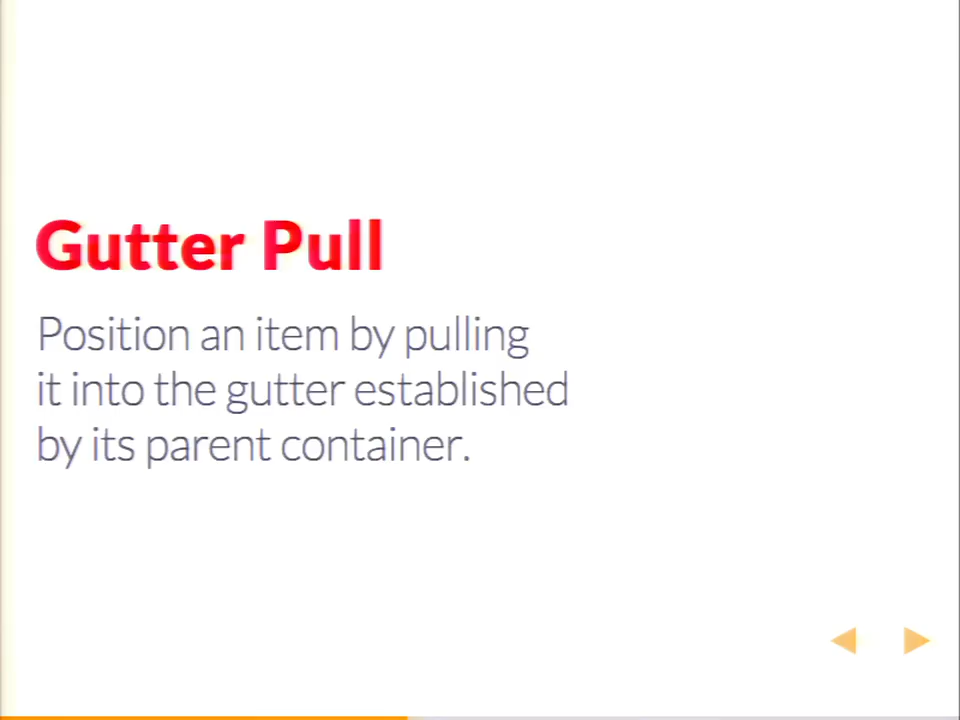 Gutter Pull
Position an item by pulling
it into the gutter established
by its parent container.